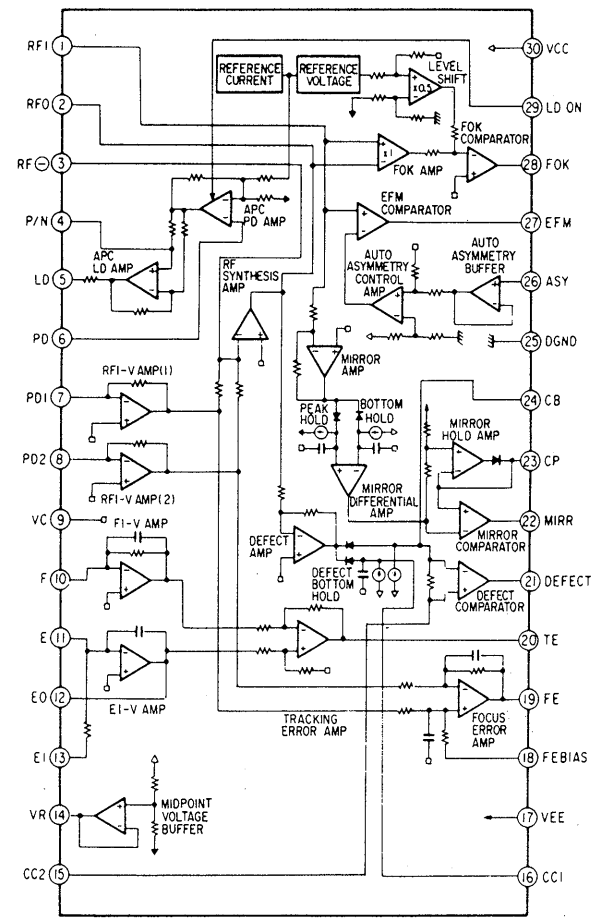 RFI 1
RFO 2
RF⊖ 3
P/N 4
LD 5
PD 6
PD1 7
PD2 8
VC 9
F 10
E 11
EO 12
EI 13
VR 14
CC2 15
30 VCC
29 LD ON
28 FOK
27 EFM
26 ASY
25 DGND
24 CB
23 CP
22 MIRR
21 DEFECT
20 TE
19 FE
18 FEBIAS
17 VEE
16 CC1
REFERENCE
CURRENT
REFERENCE
VOLTAGE
LEVEL
SHIFT
×0.5
FOK
COMPARATOR
×1
FOK AMP
APC
PD AMP
EFM
COMPARATOR
APC
LD AMP
RF
SYNTHESIS
AMP
AUTO
ASYMMETRY
CONTROL
AMP
AUTO
ASYMMETRY
BUFFER
MIRROR
AMP
RFI-V AMP(1)
PEAK
HOLD
BOTTOM
HOLD
MIRROR
HOLD AMP
RFI-V AMP(2)
MIRROR
DIFFERENTIAL
AMP
MIRROR
COMPARATOR
FI-V AMP
DEFECT
AMP
DEFECT
BOTTOM
HOLD
DEFECT
COMPARATOR
EI-V AMP
TRACKING
ERROR AMP
FOCUS
ERROR
AMP
MIDPOINT
VOLTAGE
BUFFER